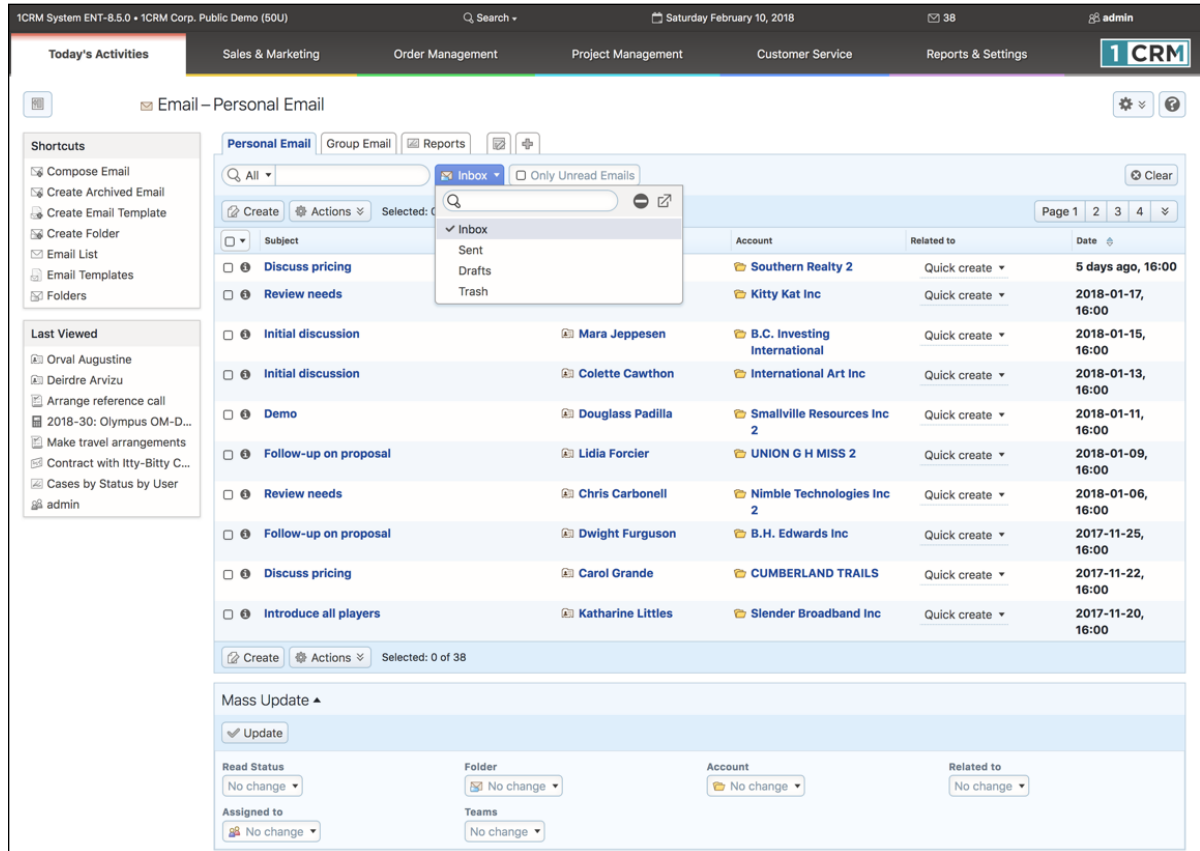 1CRM System ENT-8.5.0 • 1CRM Corp. Public Demo (50U)
Search
Saturday February 10, 2018
38
admin
Today's Activities
Sales & Marketing
Order Management
Project Management
Customer Service
Reports & Settings
1 CRM
Email – Personal Email
Shortcuts
Compose Email
Create Archived Email
Create Email Template
Create Folder
Email List
Email Templates
Folders
Last Viewed
Orval Augustine
Deirdre Arvizu
Arrange reference call
2018-30: Olympus OM-D...
Make travel arrangements
Contract with Itty-Bitty C...
Cases by Status by User
admin
Personal Email
Group Email
Reports
All
Inbox
Only Unread Emails
Clear
Create
Actions
Selected:
Page 1 2 3 4
Inbox
Sent
Drafts
Trash
Subject
Account
Related to
Date
Discuss pricing
Southern Realty 2
Quick create
5 days ago, 16:00
Review needs
Kitty Kat Inc
Quick create
2018-01-17,
16:00
Initial discussion
Mara Jeppesen
B.C. Investing
International
Quick create
2018-01-15,
16:00
Initial discussion
Colette Cawthon
International Art Inc
Quick create
2018-01-13,
16:00
Demo
Douglass Padilla
Smallville Resources Inc
2
Quick create
2018-01-11,
16:00
Follow-up on proposal
Lidia Forcier
UNION G H MISS 2
Quick create
2018-01-09,
16:00
Review needs
Chris Carbonell
Nimble Technologies Inc
2
Quick create
2018-01-06,
16:00
Follow-up on proposal
Dwight Furguson
B.H. Edwards Inc
Quick create
2017-11-25,
16:00
Discuss pricing
Carol Grande
CUMBERLAND TRAILS
Quick create
2017-11-22,
16:00
Introduce all players
Katharine Littles
Slender Broadband Inc
Quick create
2017-11-20,
16:00
Create
Actions
Selected: 0 of 38
Mass Update
Update
Read Status
Folder
Account
Related to
No change
No change
No change
No change
Assigned to
Teams
No change
No change